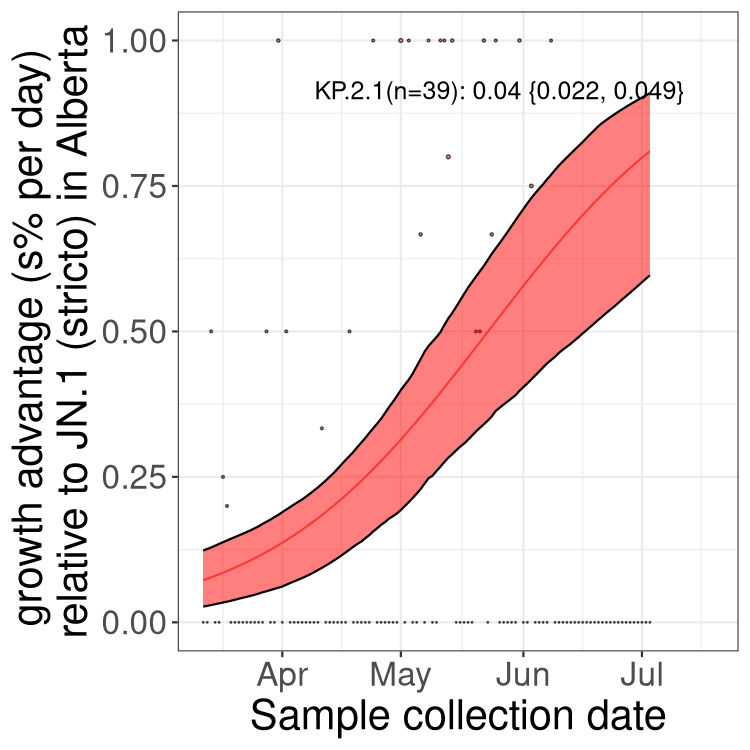 growth advantage (s% per day)
relative to JN.1 (stricto) in Alberta
1.00
0.75
0.50
0.25
0.00
KP.2.1(n=39): 0.04 {0.022, 0.049}
Apr May Jun Jul
Sample collection date